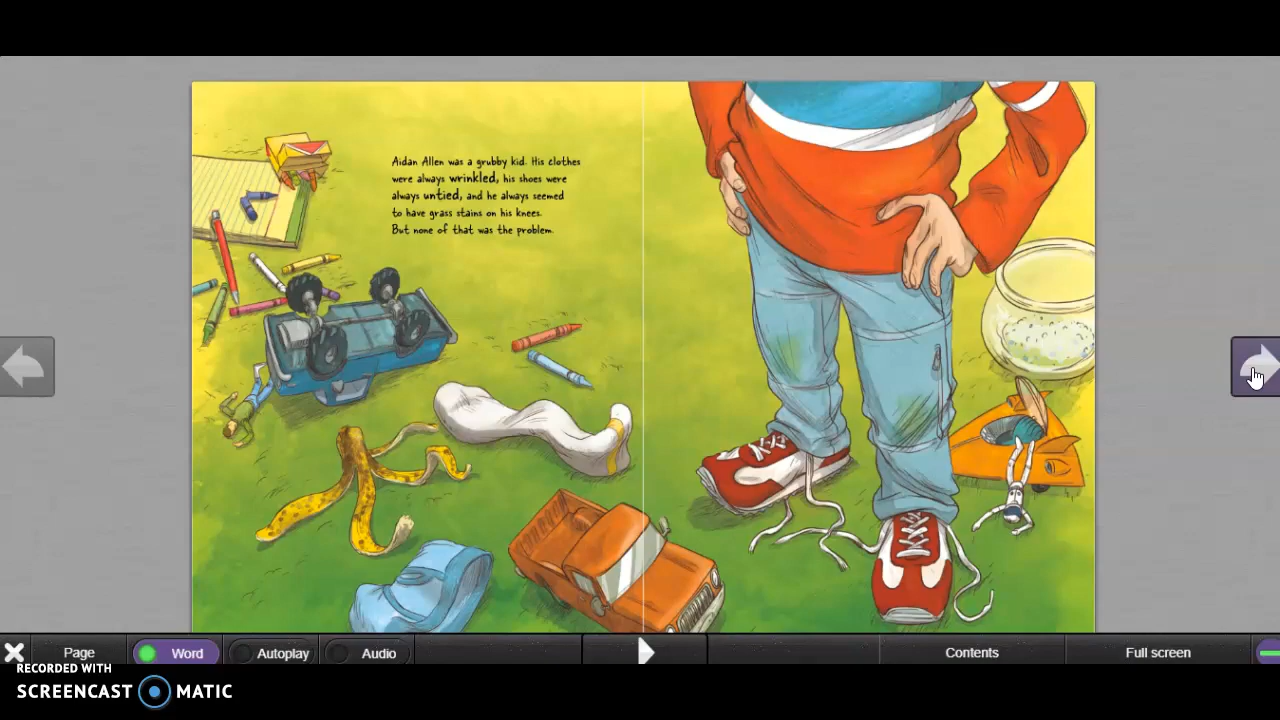 Aidan Allen was a grubby kid. His clothes
were always wrinkled, his shoes were
always untied, and he always seemed
to have grass stains on his knees.
But none of that was the problem.
Page
Word
Autoplay
Audio
Contents
Full screen
RECORDED WITH
SCREENCAST MATIC